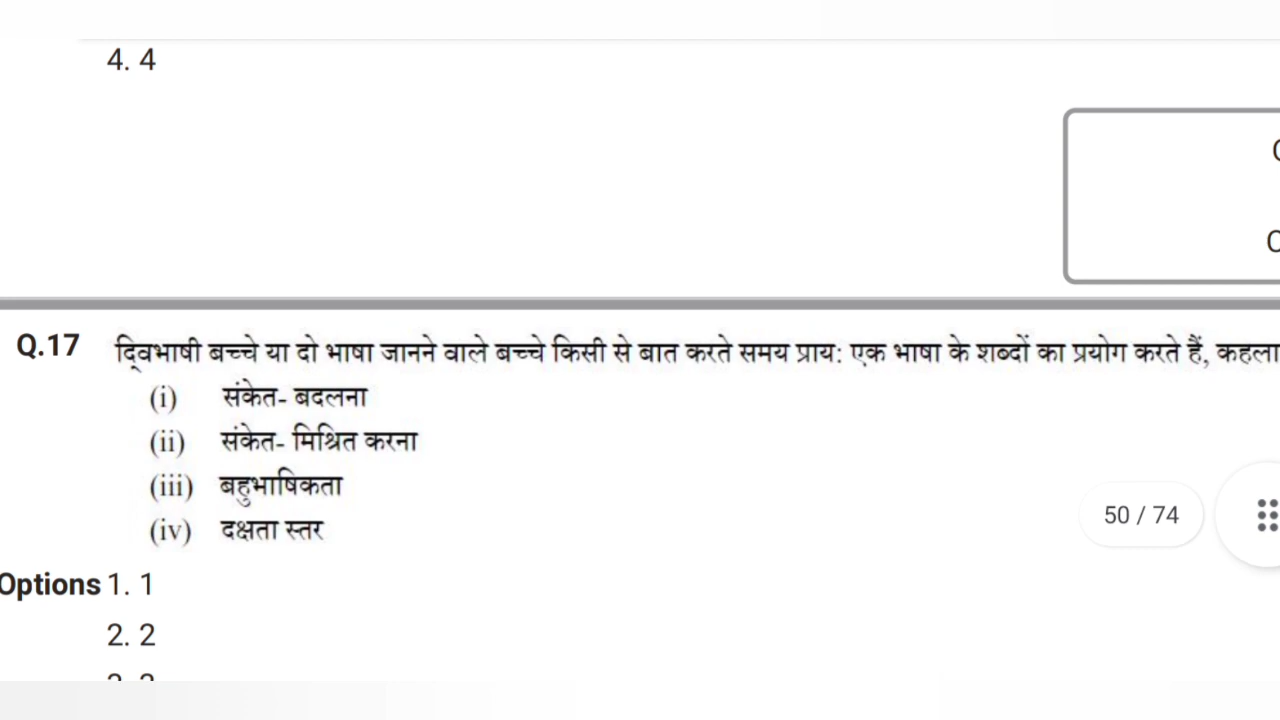 4. 4
Q.17 द्विभाषी बच्चे या दो भाषा जानने वाले बच्चे किसी से बात करते समय प्राय: एक भाषा के शब्दों का प्रयोग करते हैं, कहला
(i) संकेत- बदलना
(ii) संकेत- मिश्रित करना
(iii) बहुभाषिकता
50 / 74
(iv) दक्षता स्तर
Options 1. 1
2. 2